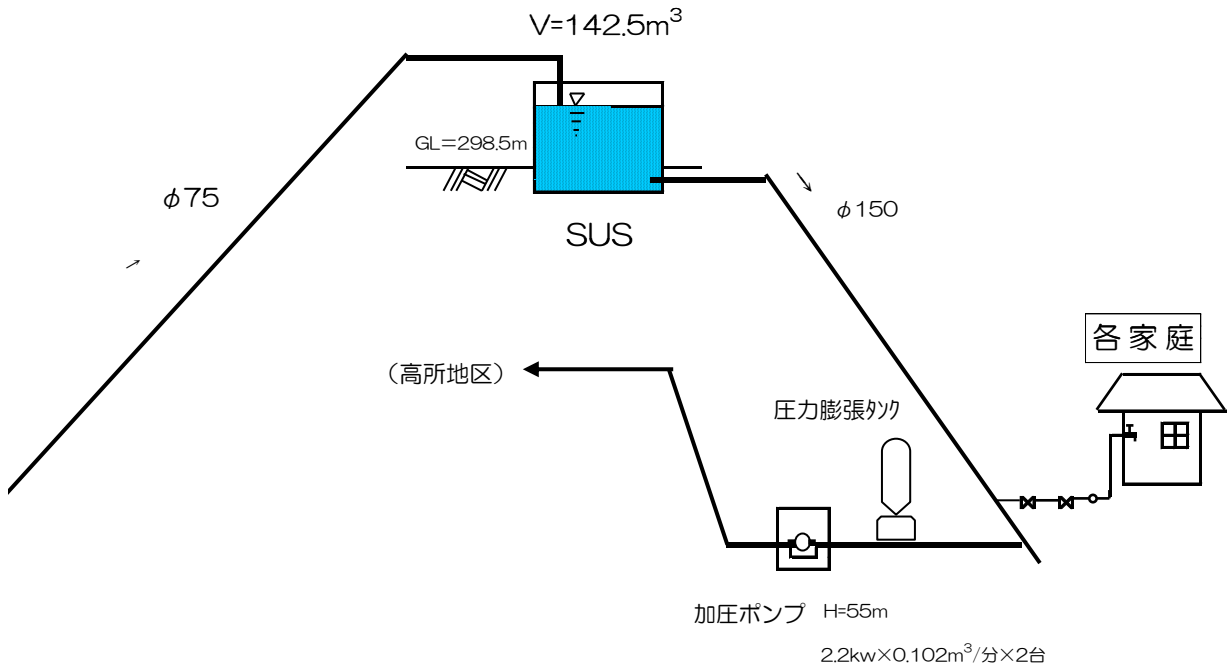 V=142.5m³
GL=298.5m
φ75
φ150
SUS
各家庭
（高所地区）
圧力膨張ﾀﾝｸ
加圧ポンプ H=55m
2.2kw×0.102m³/分×2台